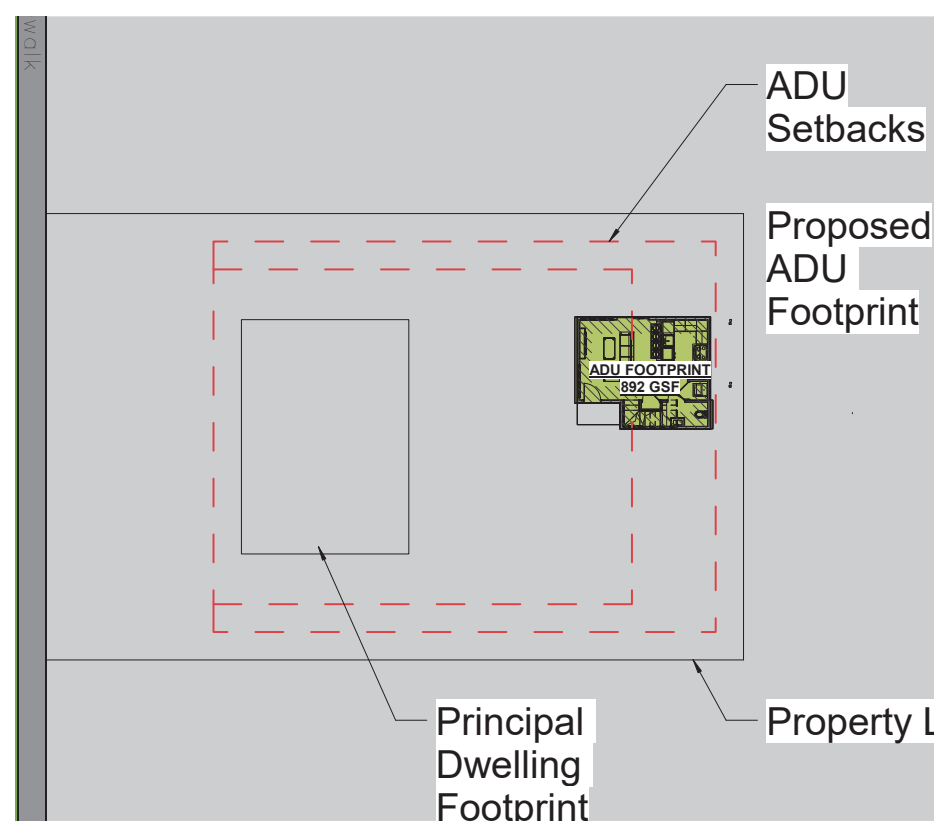 walk
ADU
Setbacks
Proposed
ADU
Footprint
ADU FOOTPRINT
892 GSF
Principal
Dwelling
Footprint
Property L